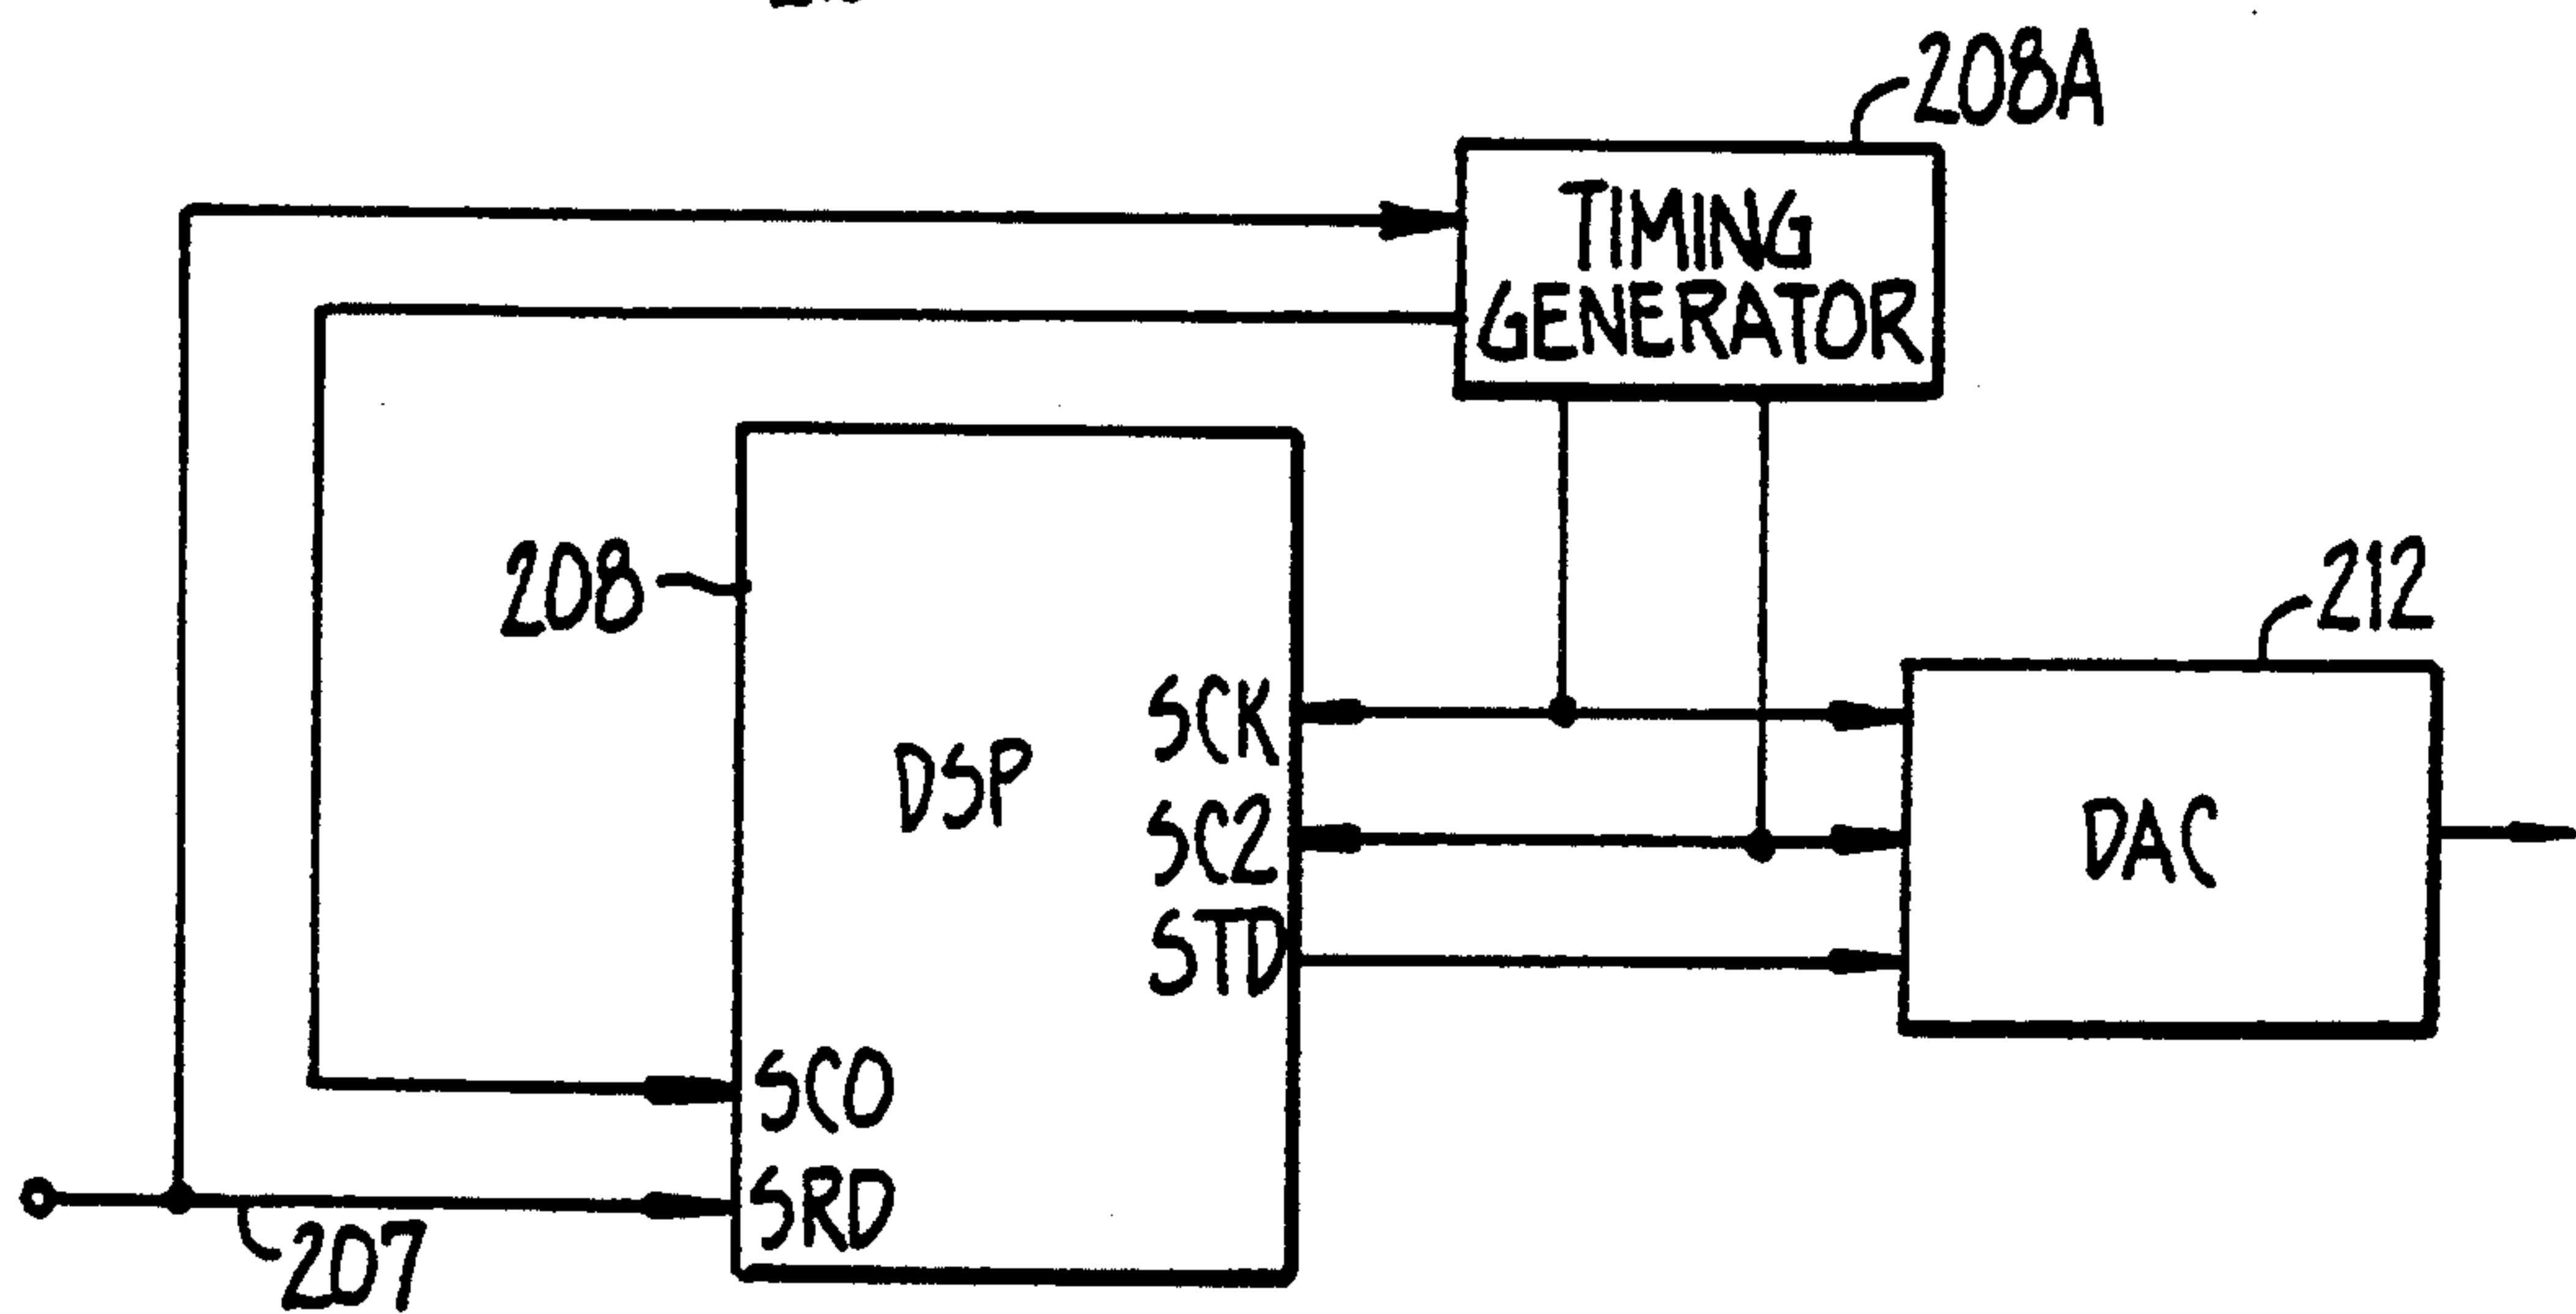 208A
TIMING
GENERATOR
208
212
SCK
DSP
SC2
DAC
STD
SCO
SRD
207